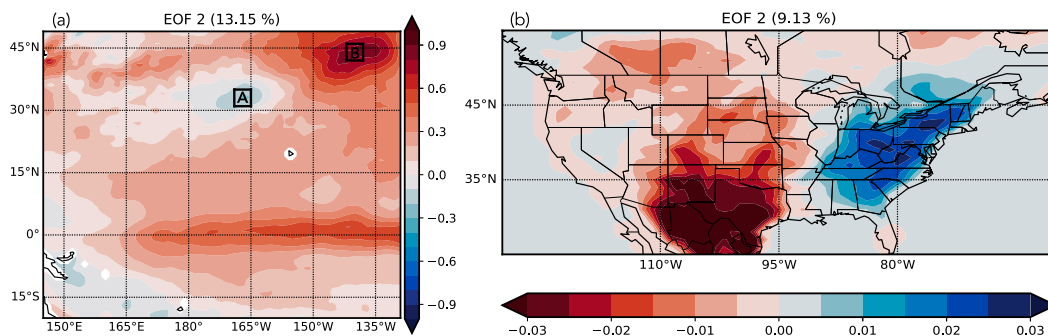 (a)
EOF 2 (13.15 %)
45°N
30°N
15°N
0°
15°S
150°E
165°E
180°
165°W
150°W
135°W
A
B
0.9
0.6
0.3
0.0
−0.3
−0.6
−0.9
(b)
EOF 2 (9.13 %)
45°N
35°N
110°W
95°W
80°W
−0.03
−0.02
−0.01
0.00
0.01
0.02
0.03